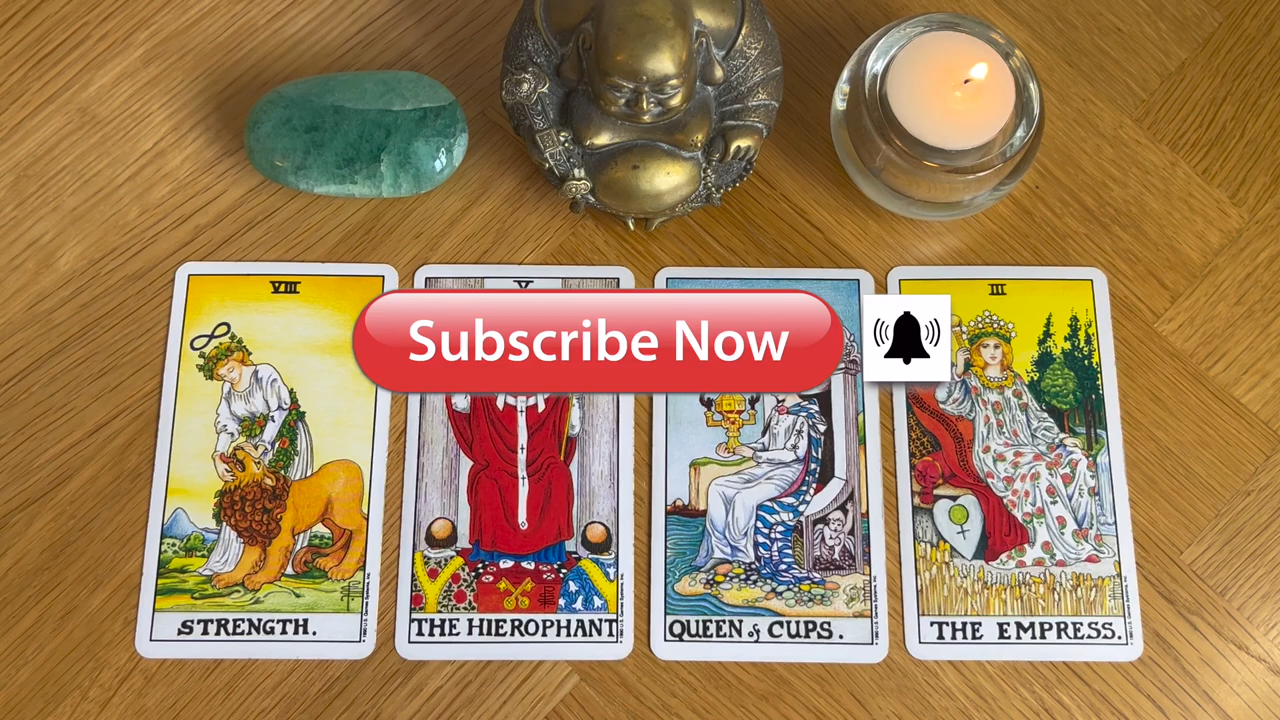 VIII
V
III
Subscribe Now
STRENGTH.
THE HIEROPHANT
QUEEN of CUPS.
THE EMPRESS.